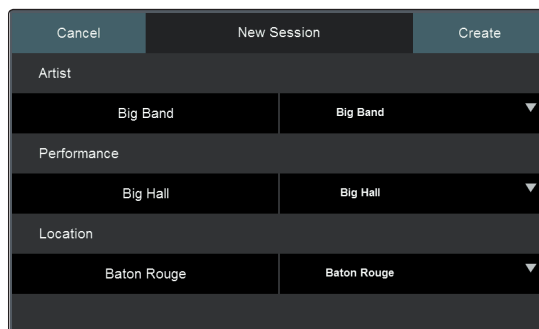 Cancel New Session Create
Artist
Big Band Big Band
Performance
Big Hall Big Hall
Location
Baton Rouge Baton Rouge